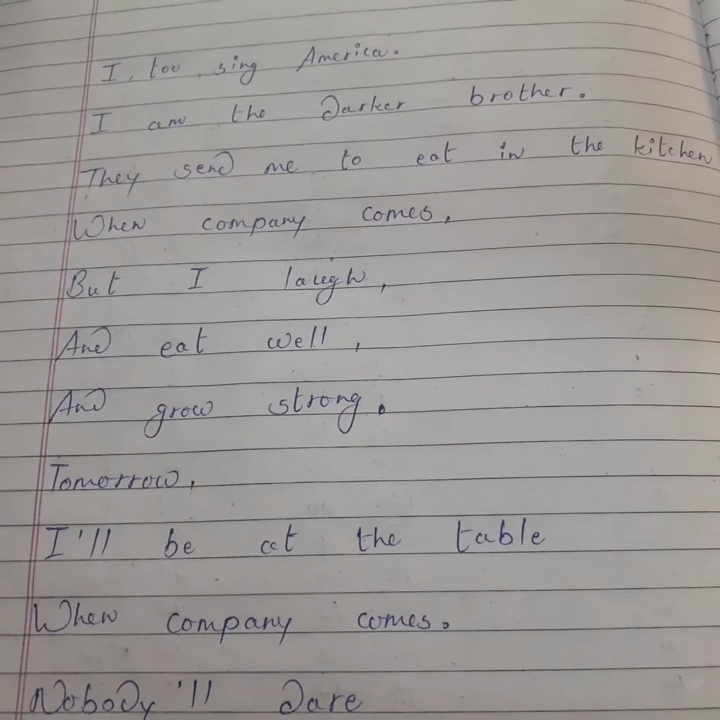 I, too, sing America.
I am the darker brother.
They send me to eat in the kitchen
When company comes,
But I laugh,
And eat well,
And grow strong.
Tomorrow,
I'll be at the table
When company comes.
Nobody'll dare